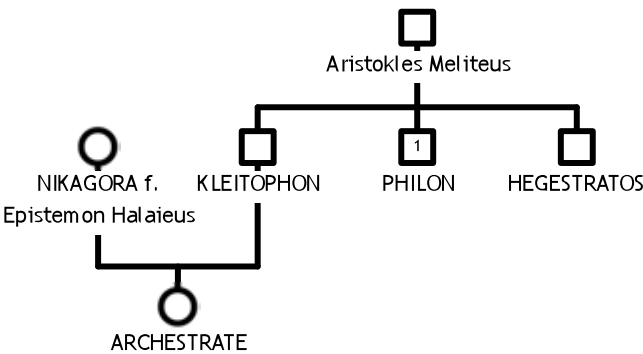 Aristokles Meliteus
1
NIKAGORA f.
Epistemon Halaieus
KLEITOPHON
PHILON
HEGESTRATOS
ARCHESTRATE